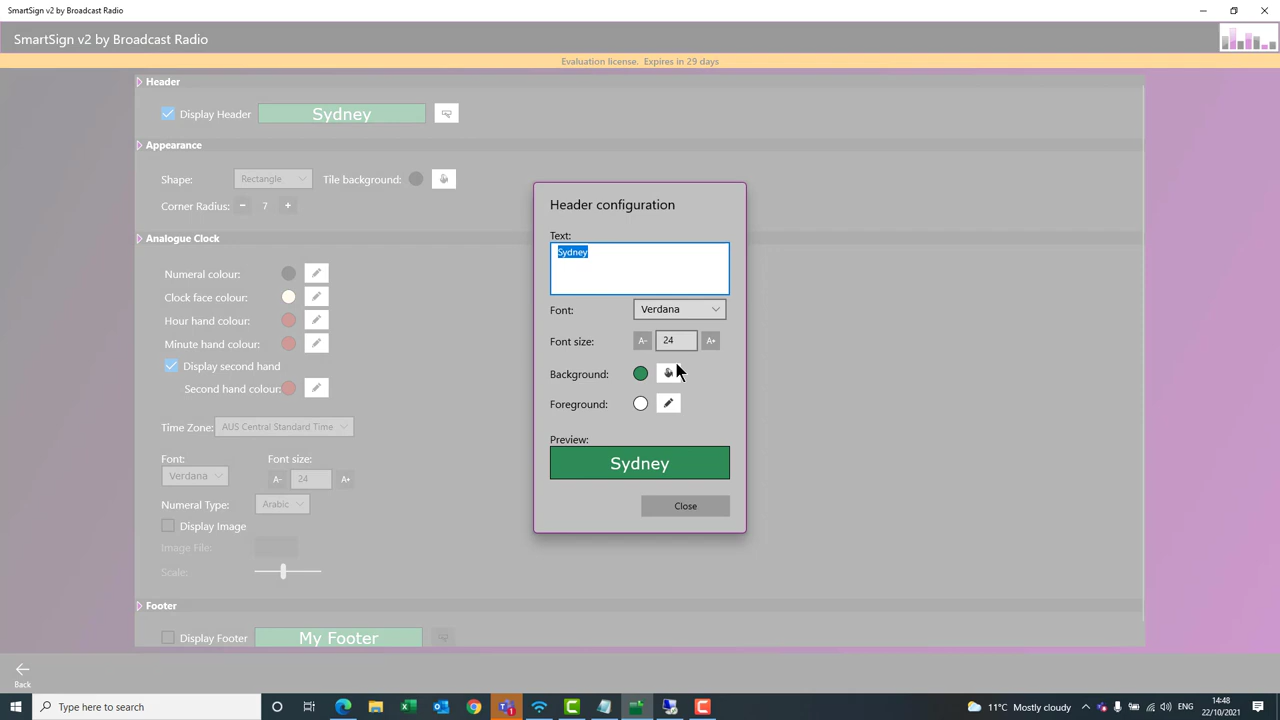 SmartSign v2 by Broadcast Radio
SmartSign v2 by Broadcast Radio
Evaluation license. Expires in 29 days
Header
Display Header
Sydney
Appearance
Shape:
Rectangle
Tile background:
Corner Radius:
-
7
+
Analogue Clock
Numeral colour:
Clock face colour:
Hour hand colour:
Minute hand colour:
Display second hand
Second hand colour:
Time Zone:
AUS Central Standard Time
Font:
Font size:
Verdana
A-
24
A+
Numeral Type:
Arabic
Display Image
Image File:
Scale:
Footer
Display Footer
My Footer
Header configuration
Text:
Sydney
Font:
Verdana
Font size:
A-
24
A+
Background:
Foreground:
Preview:
Sydney
Close
Back
Type here to search
11°C Mostly cloudy
ENG
14:48
22/10/2021